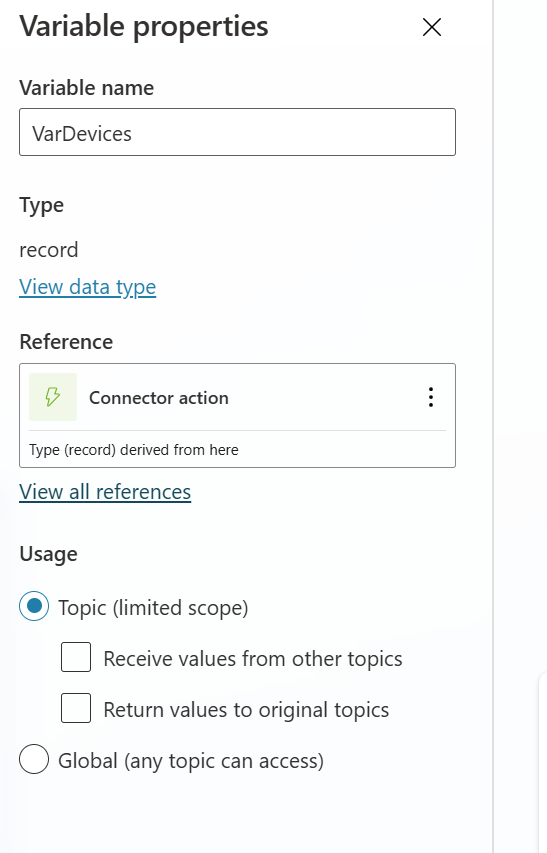 Variable properties
Variable name
VarDevices
Type
record
View data type
Reference
Connector action
Type (record) derived from here
View all references
Usage
Topic (limited scope)
Receive values from other topics
Return values to original topics
Global (any topic can access)